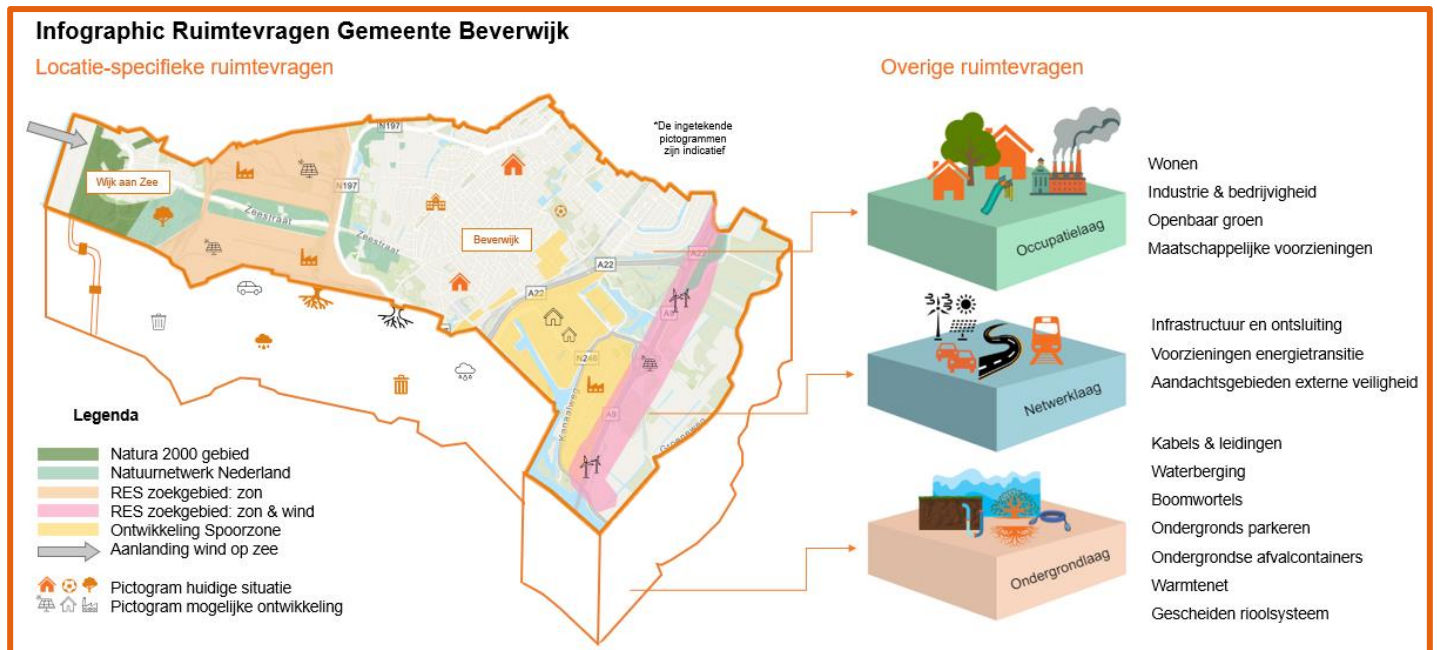 Infographic Ruimtevragen Gemeente Beverwijk
Locatie-specifieke ruimtevragen
Overige ruimtevragen
*De ingetekende
pictogrammen
zijn indicatief
N197
N197
Wijk aan Zee
Zeestraat
Zeestraat
Beverwijk
A22
A22
A22
A9
N246
A9
Kanaalweg
Groeneweg
Legenda
Natura 2000 gebied
Natuurnetwerk Nederland
RES zoekgebied: zon
RES zoekgebied: zon & wind
Ontwikkeling Spoorzone
Aanlanding wind op zee
Pictogram huidige situatie
Pictogram mogelijke ontwikkeling
Occupatielaag
Wonen
Industrie & bedrijvigheid
Openbaar groen
Maatschappelijke voorzieningen
Netwerklaag
Infrastructuur en ontsluiting
Voorzieningen energietransitie
Aandachtsgebieden externe veiligheid
Ondergrondlaag
Kabels & leidingen
Waterberging
Boomwortels
Ondergronds parkeren
Ondergrondse afvalcontainers
Warmtenet
Gescheiden rioolsysteem